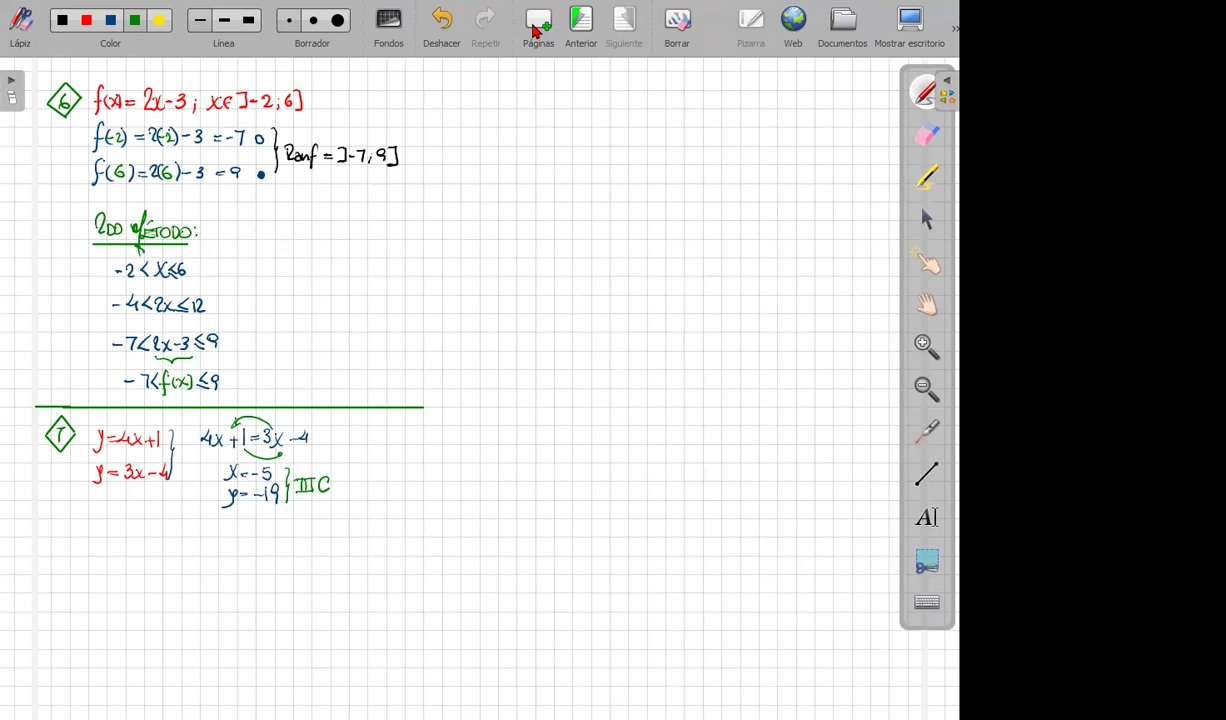 Lápiz Color Línea Borrador Fondos Deshacer Repetir Páginas Anterior Siguiente Borrar Pizarra Web Documentos Mostrar escritorio »
6 f(x)= 2x-3; x∈ ]-2;6]
f(-2) = 2(-2)-3 = -7
f(6)=2(6)-3 = 9
Ranf = ]-7;9]
2DO MÉTODO:
-2< X≤6
-4<2x≤12
-7<2x-3≤9
-7<f(x)≤9
7 y=4x+1 4x+1=3x-4
y=3x-4 x=-5
y=-19 IIIC
A